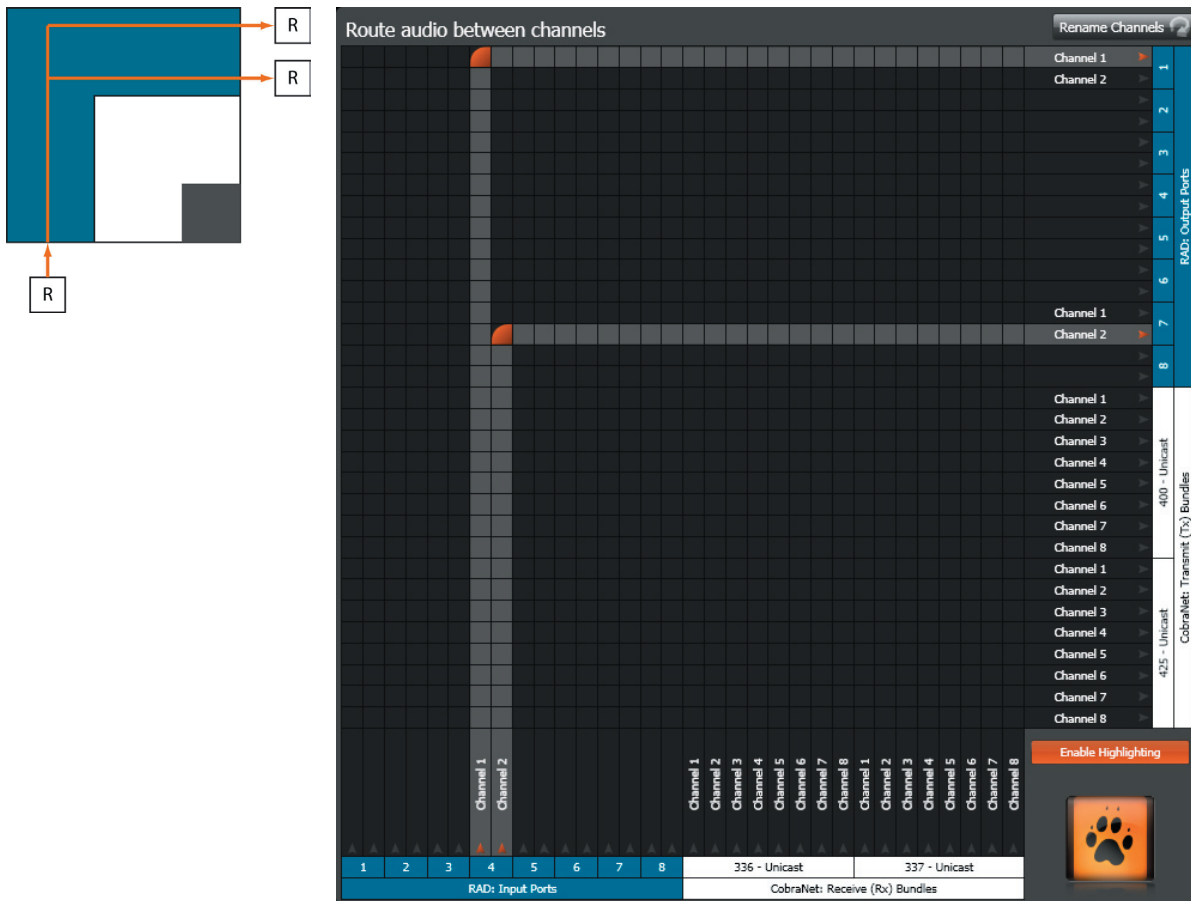 R
R
R
Route audio between channels
Rename Channels
Channel 1
Channel 2
Channel 1
Channel 2
Channel 1
Channel 2
Channel 3
Channel 4
Channel 5
Channel 6
Channel 7
Channel 8
Channel 1
Channel 2
Channel 3
Channel 4
Channel 5
Channel 6
Channel 7
Channel 8
1
2
3
4
5
6
7
8
RAD: Output Ports
400 - Unicast
425 - Unicast
CobraNet: Transmit (Tx) Bundles
Enable Highlighting
Channel 1
Channel 2
Channel 1
Channel 2
Channel 3
Channel 4
Channel 5
Channel 6
Channel 7
Channel 8
Channel 1
Channel 2
Channel 3
Channel 4
Channel 5
Channel 6
Channel 7
Channel 8
1 2 3 4 5 6 7 8 336 - Unicast 337 - Unicast
RAD: Input Ports CobraNet: Receive (Rx) Bundles